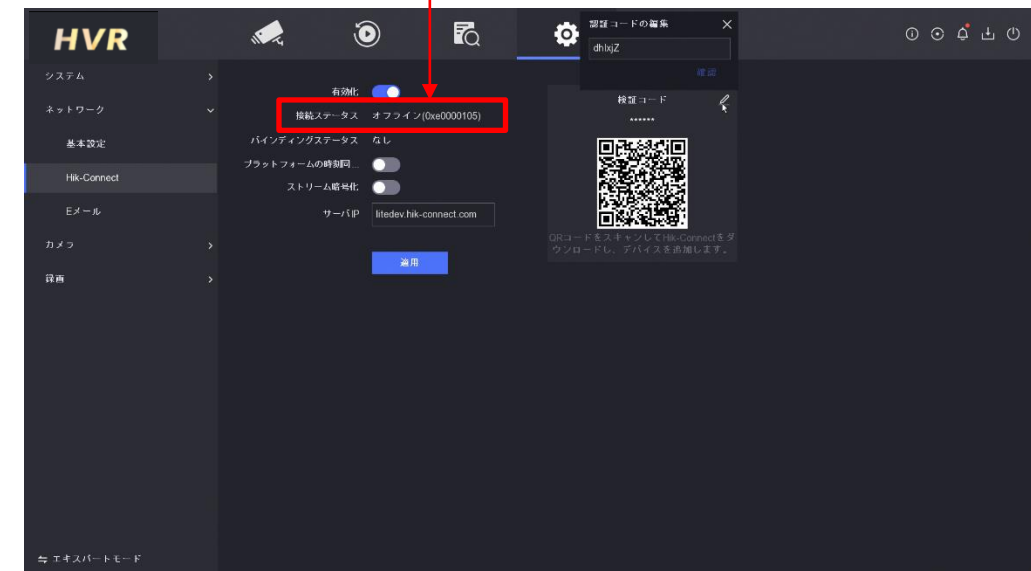 HVR
認証コードの編集
dhlxjZ
確認
システム
ネットワーク
基本設定
Hik-Connect
Eメール
カメラ
録画
有効化
接続ステータス オフライン(0xe0000105)
バインディングステータス なし
プラットフォームの時刻同...
ストリーム暗号化
サーバIP litedev.hik-connect.com
適用
検証コード
******
QRコードをスキャンしてHik-Connectをダ
ウンロードし、デバイスを追加します。
エキスパートモード